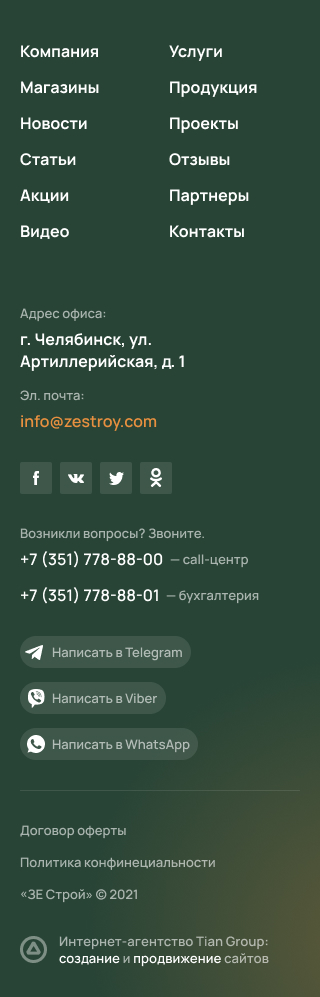 Компания
Услуги
Магазины
Продукция
Новости
Проекты
Статьи
Отзывы
Акции
Партнеры
Видео
Контакты
Адрес офиса:
г. Челябинск, ул.
Артиллерийская, д. 1
Эл. почта:
info@zestroy.com
Возникли вопросы? Звоните.
+7 (351) 778-88-00 — call-центр
+7 (351) 778-88-01 — бухгалтерия
Написать в Telegram
Написать в Viber
Написать в WhatsApp
Договор оферты
Политика конфинециальности
«ЗЕ Строй» © 2021
Интернет-агентство Tian Group:
создание и продвижение сайтов